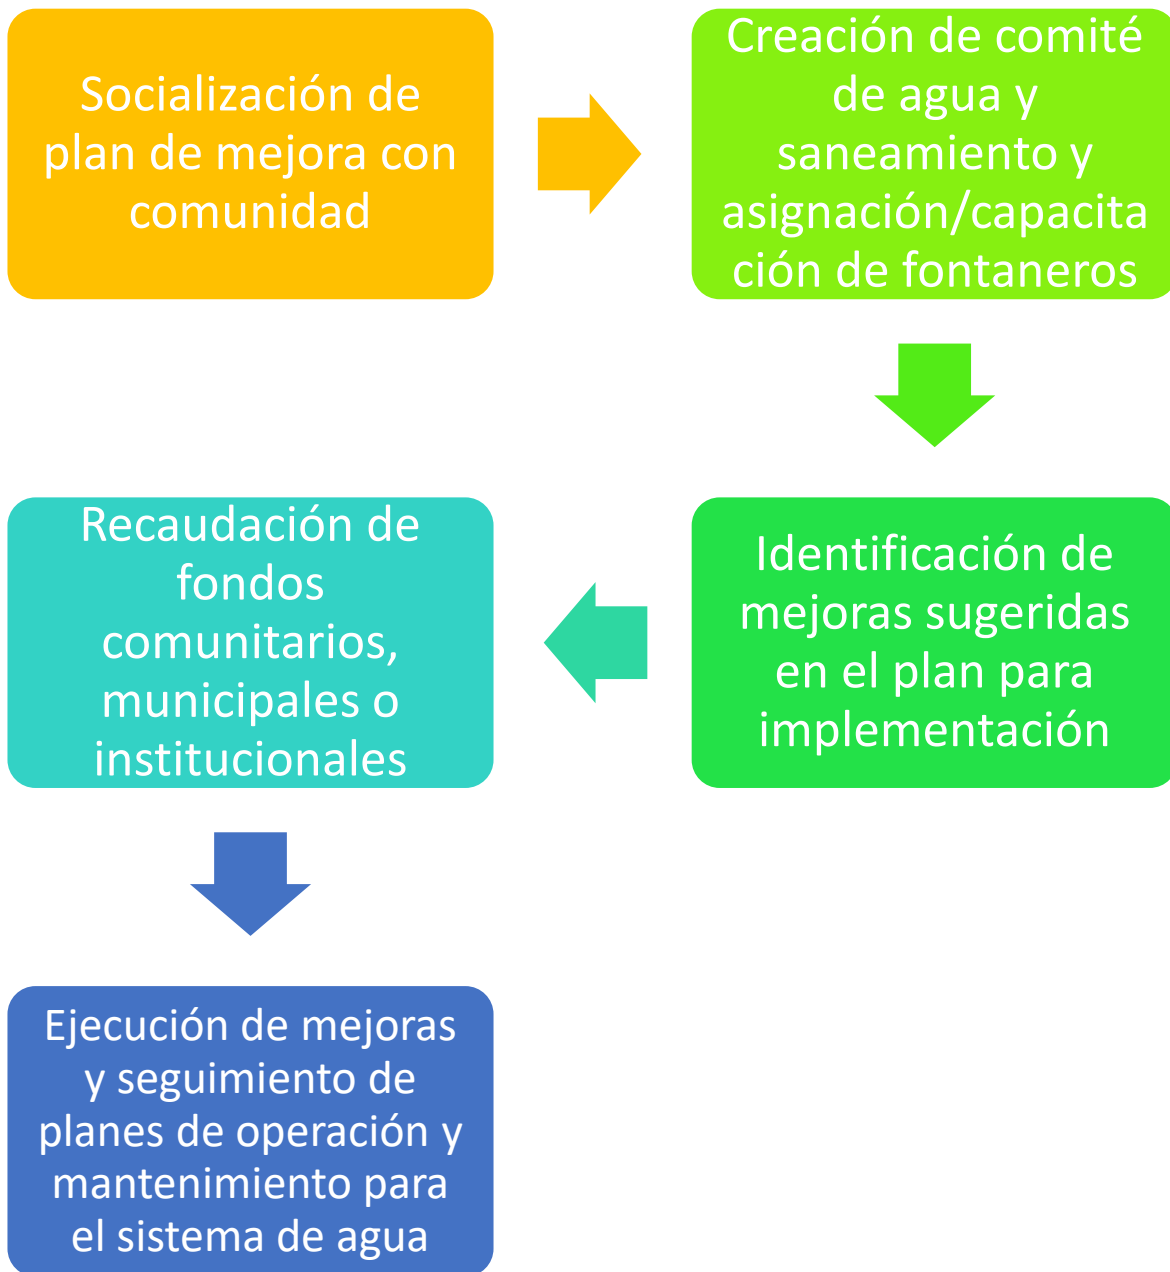 Socialización de
plan de mejora con
comunidad
Creación de comité
de agua y
saneamiento y
asignación/capacita
ción de fontaneros
Identificación de
mejoras sugeridas
en el plan para
implementación
Recaudación de
fondos
comunitarios,
municipales o
institucionales
Ejecución de mejoras
y seguimiento de
planes de operación y
mantenimiento para
el sistema de agua